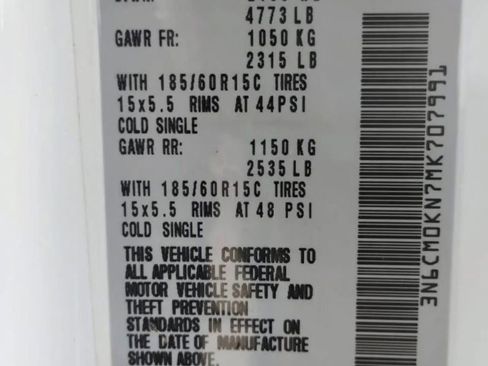 4773 LB
GAWR FR: 1050 KG
2315 LB
WITH 185/60R15C TIRES
15x5.5 RIMS AT 44PSI
COLD SINGLE
GAWR RR: 1150 KG
2535 LB
WITH 185/60R15C TIRES
15x5.5 RIMS AT 48 PSI
COLD SINGLE
THIS VEHICLE CONFORMS TO
ALL APPLICABLE FEDERAL
MOTOR VEHICLE SAFETY AND
THEFT PREVENTION
STANDARDS IN EFFECT ON
THE DATE OF MANUFACTURE
SHOWN ABOVE.
3N6CM0KN7MK707991